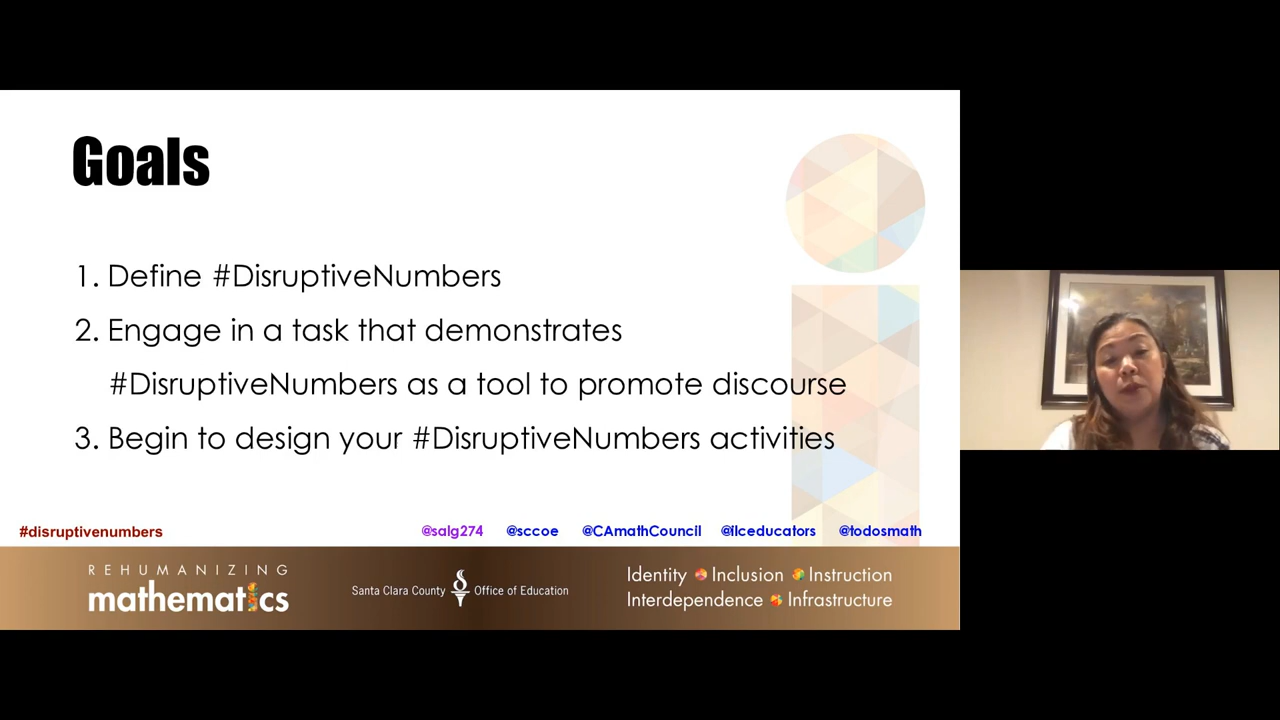 Goals
1. Define #DisruptiveNumbers
2. Engage in a task that demonstrates
#DisruptiveNumbers as a tool to promote discourse
3. Begin to design your #DisruptiveNumbers activities
#disruptivenumbers @salg274 @sccoe @CAmathCouncil @ilceducators @todosmath
REHUMANIZING
mathematics
Santa Clara County Office of Education
Identity Inclusion Instruction
Interdependence Infrastructure